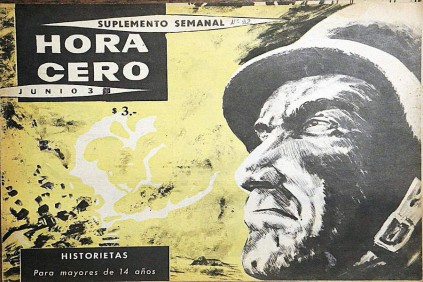 SUPLEMENTO SEMANAL
HORA
CERO
JUNIO 3
$ 3.-
HISTORIETAS
Para mayores de 14 años